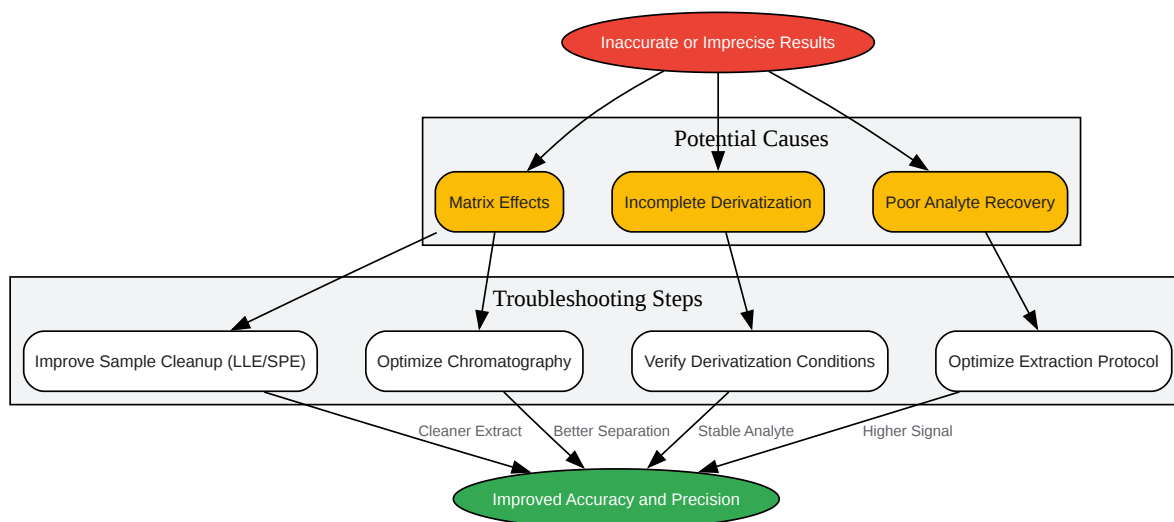 Inaccurate or Imprecise Results
Potential Causes
Matrix Effects
Incomplete Derivatization
Poor Analyte Recovery
Troubleshooting Steps
Improve Sample Cleanup (LLE/SPE)
Optimize Chromatography
Verify Derivatization Conditions
Optimize Extraction Protocol
Cleaner Extract
Better Separation
Stable Analyte
Higher Signal
Improved Accuracy and Precision